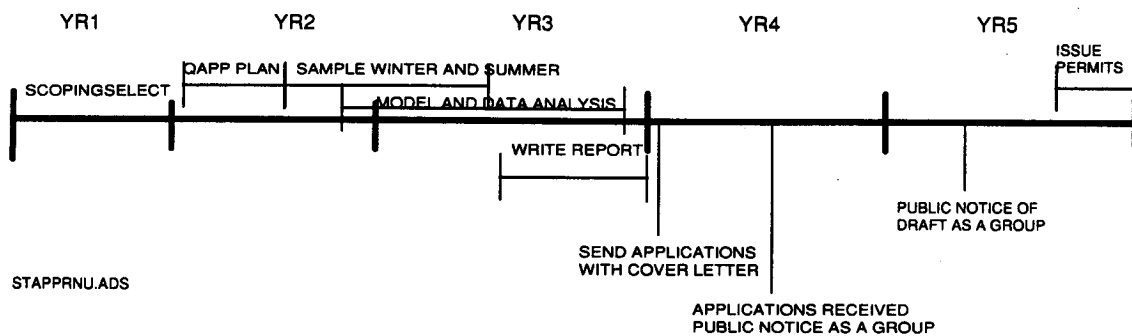 YR1 YR2 YR3 YR4 YR5
ISSUE
PERMITS
QAPP PLAN SAMPLE WINTER AND SUMMER
SCOPINGSELECT
MODEL AND DATA ANALYSIS
WRITE REPORT
PUBLIC NOTICE OF
DRAFT AS A GROUP
SEND APPLICATIONS
WITH COVER LETTER
STAPPRNU.ADS
APPLICATIONS RECEIVED
PUBLIC NOTICE AS A GROUP